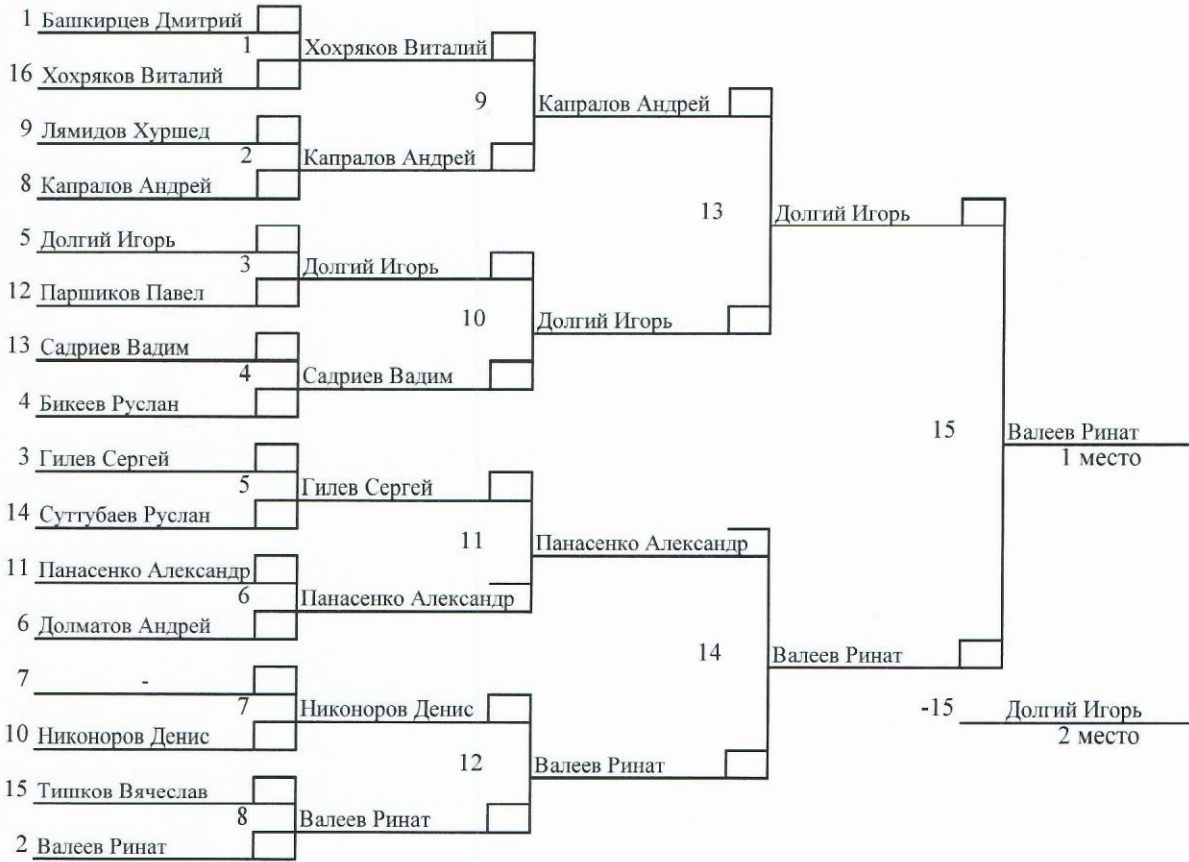 1 Башкирцев Дмитрий
1 Хохряков Виталий
16 Хохряков Виталий
9 Капралов Андрей
9 Лямидов Хуршед
2 Капралов Андрей
8 Капралов Андрей
13 Долгий Игорь
5 Долгий Игорь
3 Долгий Игорь
12 Паршиков Павел
10 Долгий Игорь
13 Садриев Вадим
4 Садриев Вадим
4 Бикеев Руслан
15 Валеев Ринат
1 место
3 Гилев Сергей
5 Гилев Сергей
14 Суттубаев Руслан
11 Панасенко Александр
11 Панасенко Александр
6 Панасенко Александр
6 Долматов Андрей
14 Валеев Ринат
7 -
7 Никоноров Денис
-15 Долгий Игорь
10 Никоноров Денис
2 место
12 Валеев Ринат
15 Тишков Вячеслав
8 Валеев Ринат
2 Валеев Ринат